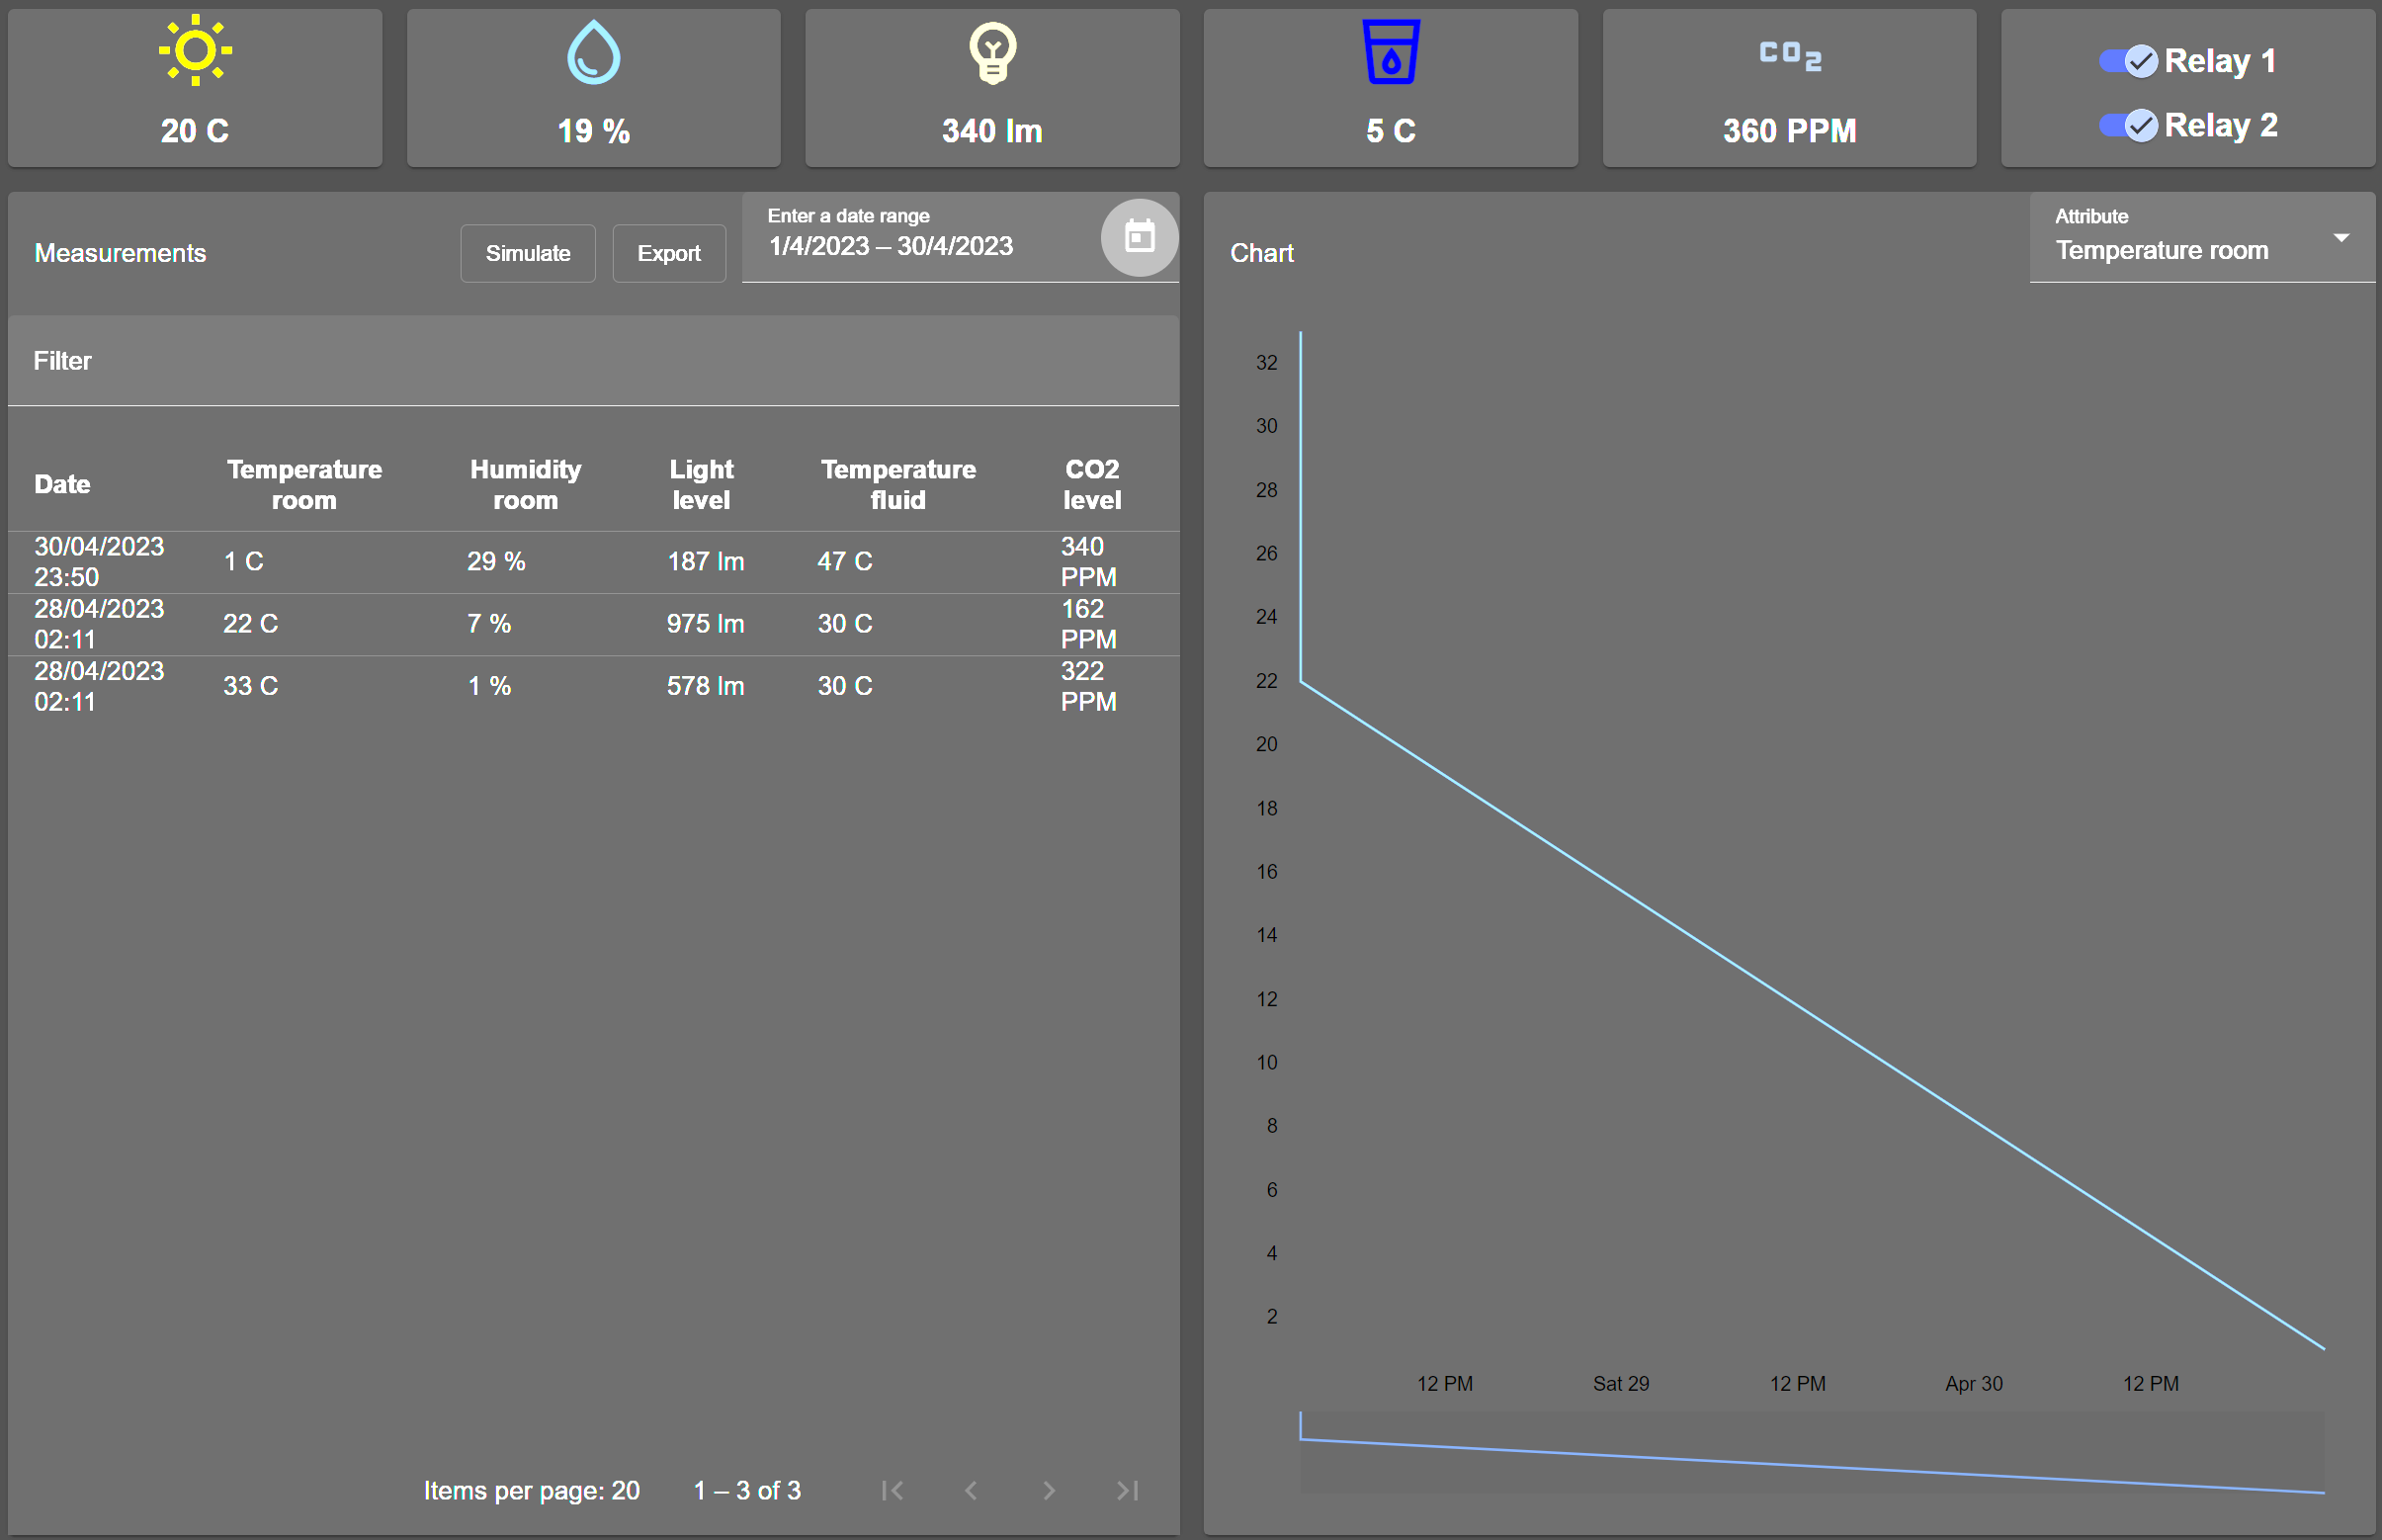 20 C
19 %
340 lm
5 C
CO2
360 PPM
Relay 1
Relay 2
Measurements
Simulate
Export
Enter a date range
1/4/2023 – 30/4/2023
Filter
Date
Temperature
room
Humidity
room
Light
level
Temperature
fluid
CO2
level
30/04/2023
23:50
1 C
29 %
187 lm
47 C
340
PPM
28/04/2023
02:11
22 C
7 %
975 lm
30 C
162
PPM
28/04/2023
02:11
33 C
1 %
578 lm
30 C
322
PPM
Items per page: 20
1 – 3 of 3
Chart
Attribute
Temperature room
32
30
28
26
24
22
20
18
16
14
12
10
8
6
4
2
12 PM
Sat 29
12 PM
Apr 30
12 PM